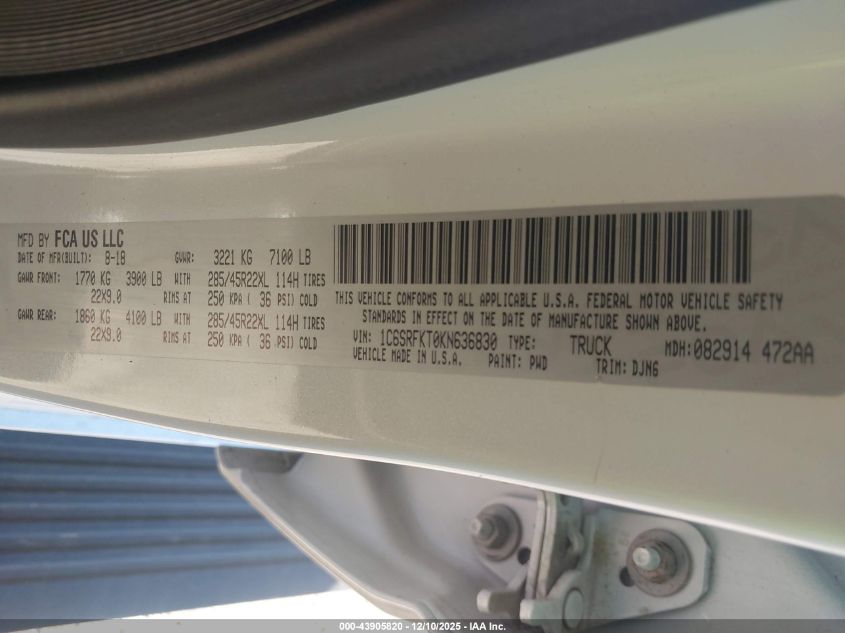 MFD BY FCA US LLC
DATE OF MFR(BUILT): 8-18 GVWR: 3221 KG 7100 LB
GAWR FRONT: 1770 KG 3900 LB WITH 285/45R22XL 114H TIRES
22X9.0 RIMS AT 250 KPA ( 36 PSI) COLD
GAWR REAR: 1860 KG 4100 LB WITH 285/45R22XL 114H TIRES
22X9.0 RIMS AT 250 KPA ( 36 PSI) COLD
THIS VEHICLE CONFORMS TO ALL APPLICABLE U.S.A. FEDERAL MOTOR VEHICLE SAFETY
STANDARDS IN EFFECT ON THE DATE OF MANUFACTURE SHOWN ABOVE.
VIN: 1C6SRFKT0KN636830 TYPE: TRUCK MDH:082914 472AA
VEHICLE MADE IN U.S.A. PAINT: PWD TRIM: DJN6
000-43905820 - 12/10/2025 - IAA Inc.